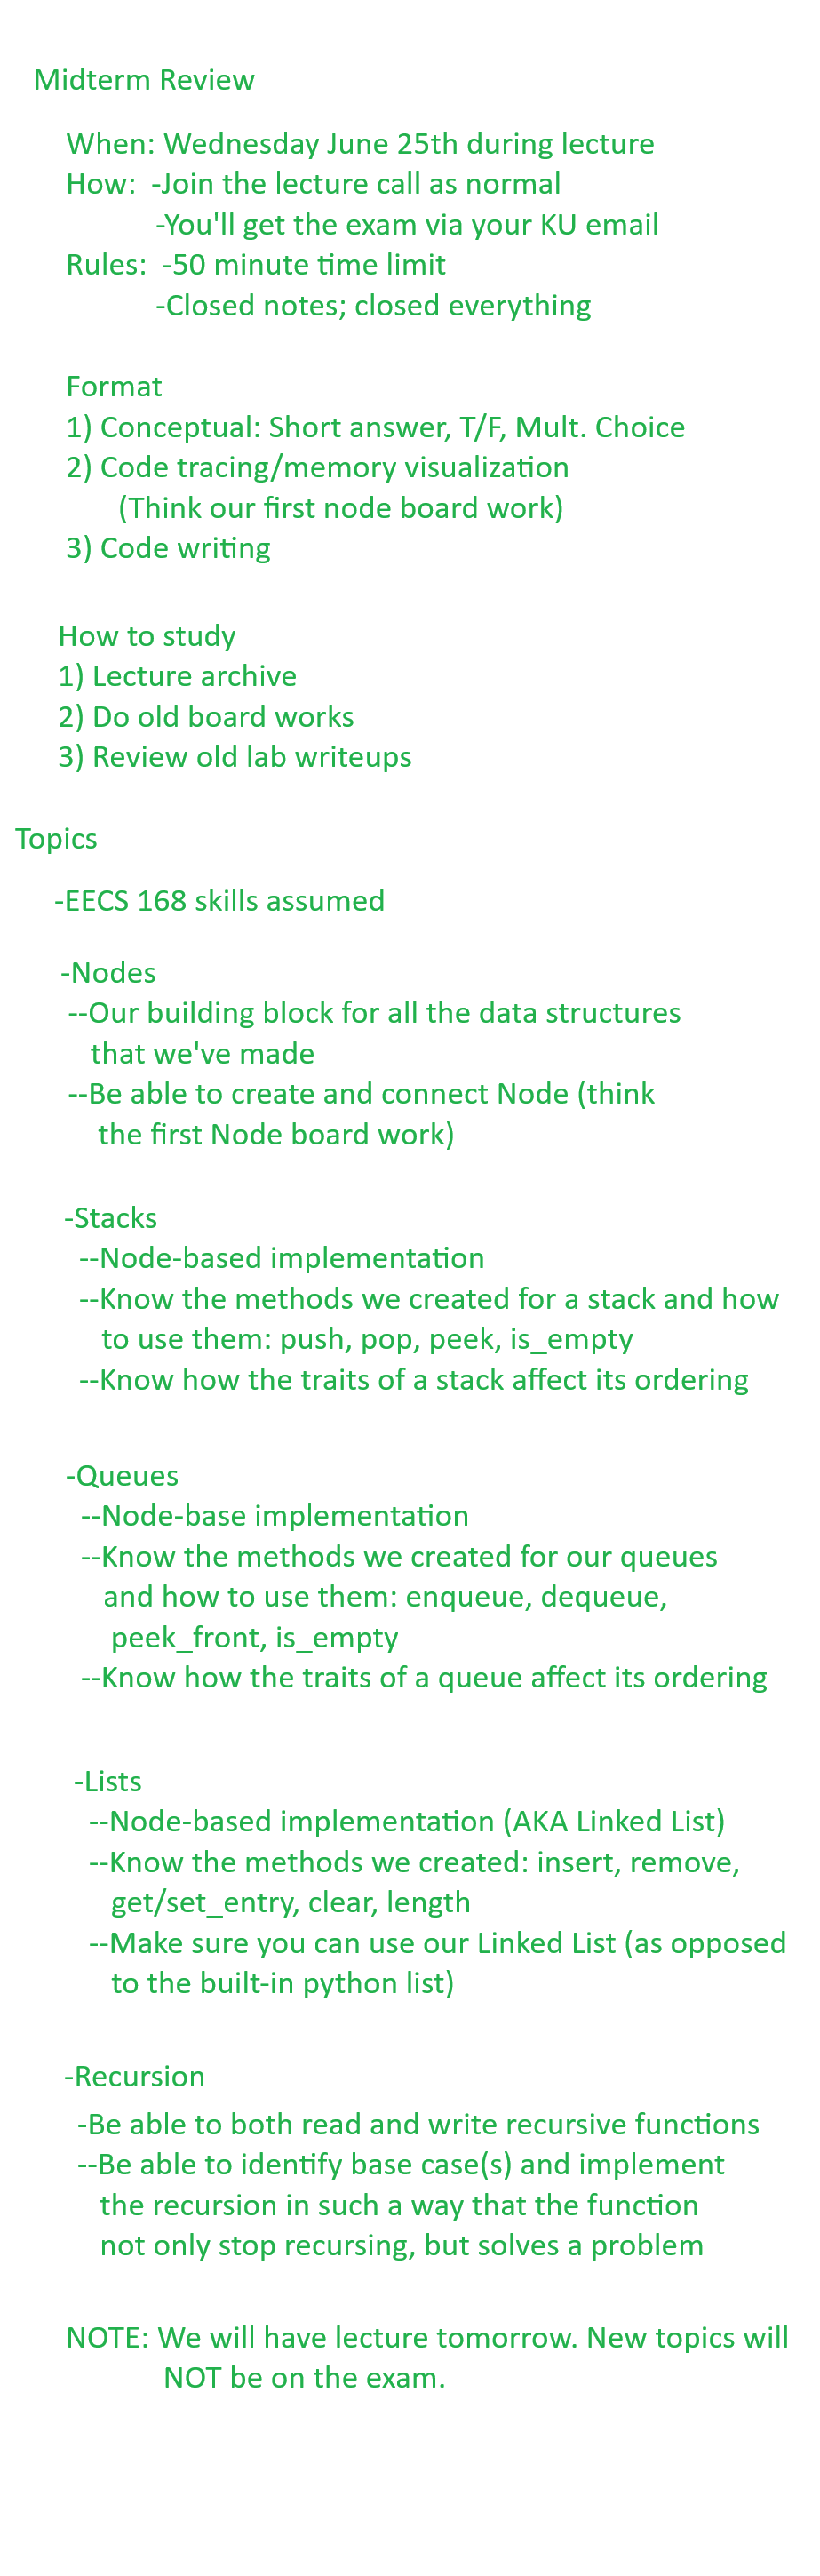 Midterm Review
When: Wednesday June 25th during lecture
How: -Join the lecture call as normal
-You'll get the exam via your KU email
Rules: -50 minute time limit
-Closed notes; closed everything
Format
1) Conceptual: Short answer, T/F, Mult. Choice
2) Code tracing/memory visualization
(Think our first node board work)
3) Code writing
How to study
1) Lecture archive
2) Do old board works
3) Review old lab writeups
Topics
-EECS 168 skills assumed
-Nodes
--Our building block for all the data structures
that we've made
--Be able to create and connect Node (think
the first Node board work)
-Stacks
--Node-based implementation
--Know the methods we created for a stack and how
to use them: push, pop, peek, is_empty
--Know how the traits of a stack affect its ordering
-Queues
--Node-base implementation
--Know the methods we created for our queues
and how to use them: enqueue, dequeue,
peek_front, is_empty
--Know how the traits of a queue affect its ordering
-Lists
--Node-based implementation (AKA Linked List)
--Know the methods we created: insert, remove,
get/set_entry, clear, length
--Make sure you can use our Linked List (as opposed
to the built-in python list)
-Recursion
-Be able to both read and write recursive functions
--Be able to identify base case(s) and implement
the recursion in such a way that the function
not only stop recursing, but solves a problem
NOTE: We will have lecture tomorrow. New topics will
NOT be on the exam.